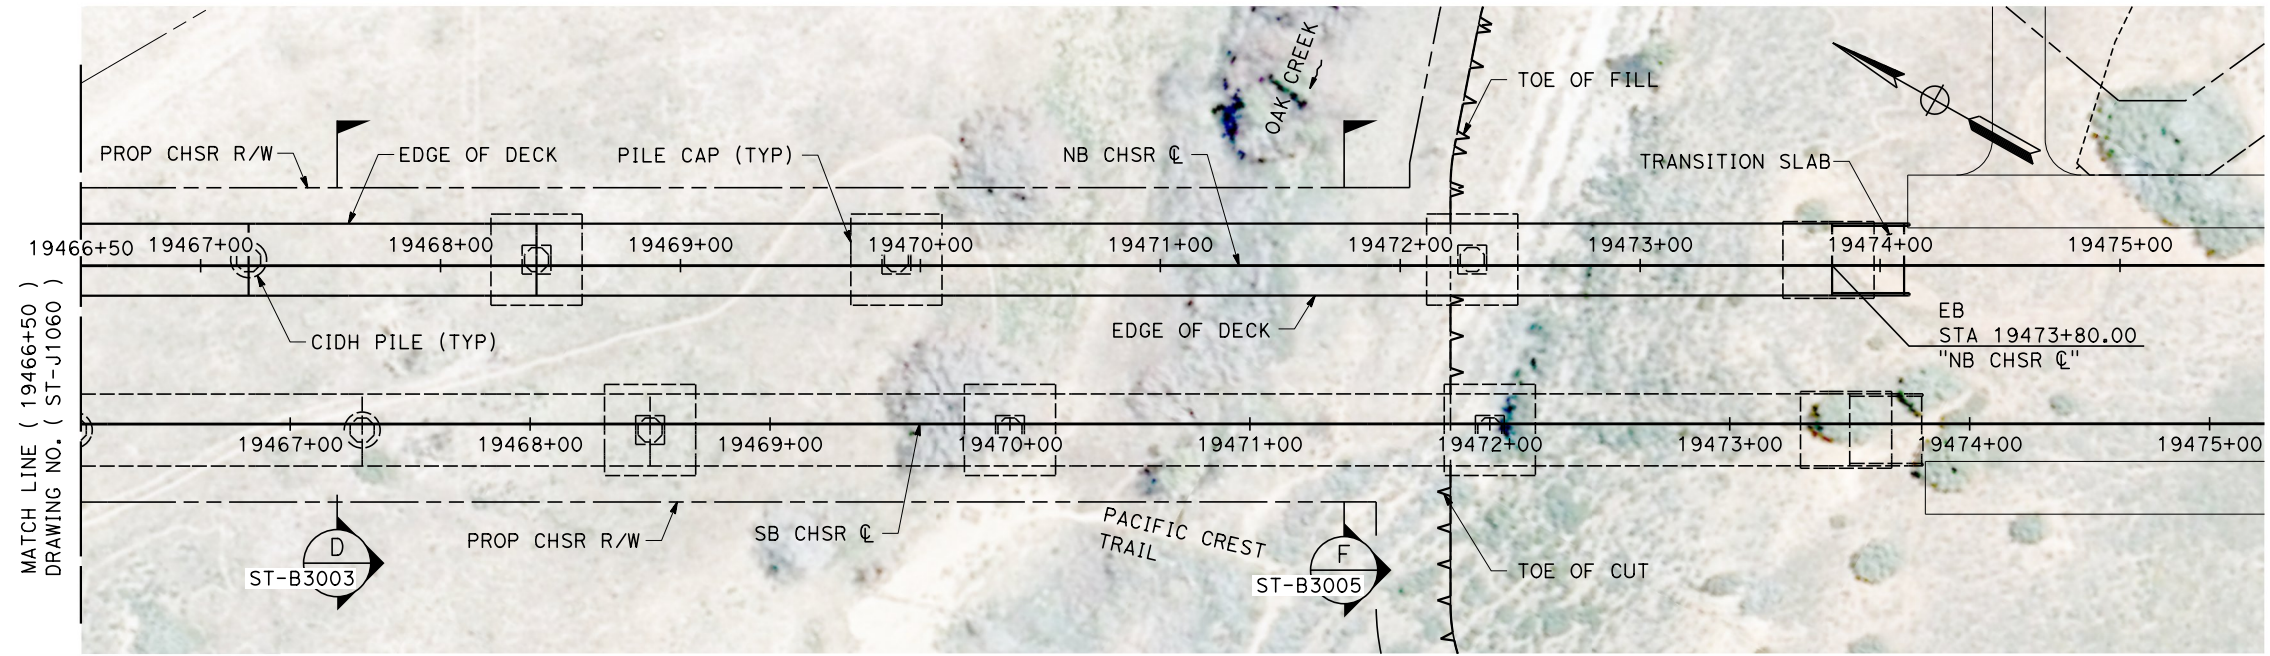 OAK CREEK
TOE OF FILL
PROP CHSR R/W
EDGE OF DECK
PILE CAP (TYP)
NB CHSR ℄
TRANSITION SLAB
19466+50
19467+00
19468+00
19469+00
19470+00
19471+00
19472+00
19473+00
19474+00
19475+00
MATCH LINE ( 19466+50 )
DRAWING NO. ( ST-J1060 )
CIDH PILE (TYP)
EDGE OF DECK
EB
STA 19473+80.00
"NB CHSR ℄"
19467+00
19468+00
19469+00
19470+00
19471+00
19472+00
19473+00
19474+00
19475+00
D
ST-B3003
PROP CHSR R/W
SB CHSR ℄
PACIFIC CREST
TRAIL
F
ST-B3005
TOE OF CUT